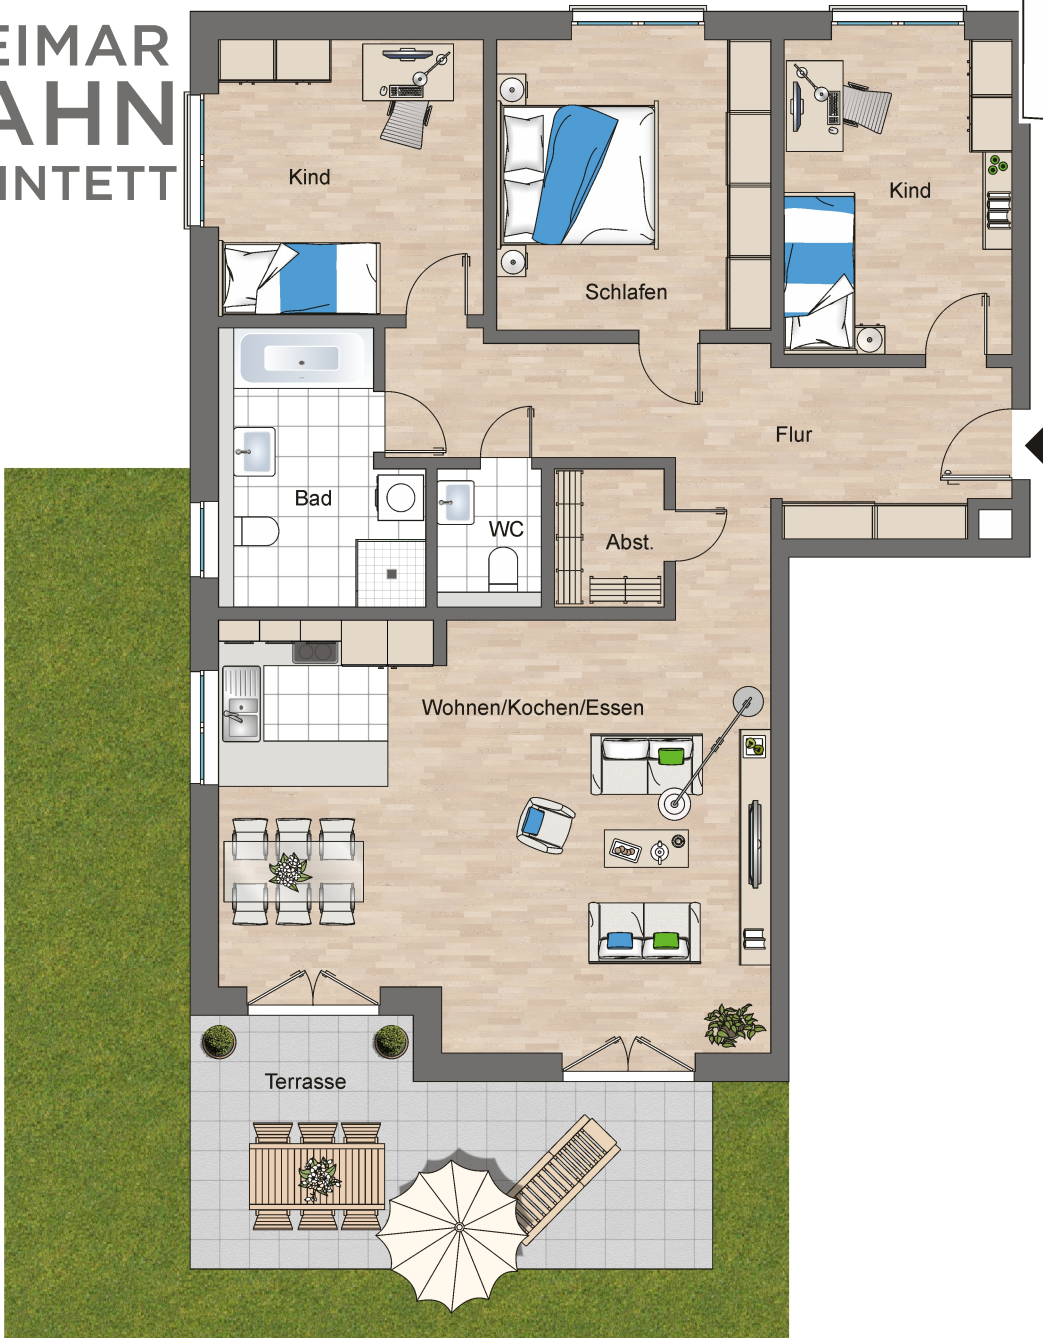 EIMAR
AHN
INTETT
Kind
Kind
Schlafen
Flur
Bad
WC
Abst.
Wohnen/Kochen/Essen
Terrasse